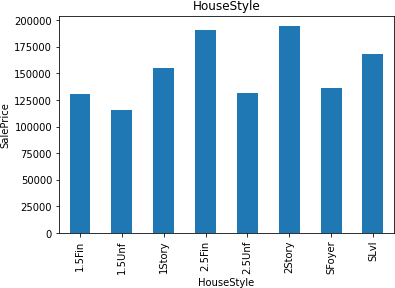 HouseStyle
200000
175000
150000
125000
100000
75000
50000
25000
0
SalePrice
1.5Fin
1.5Unf
1Story
2.5Fin
2.5Unf
2Story
SFoyer
SLvl
HouseStyle